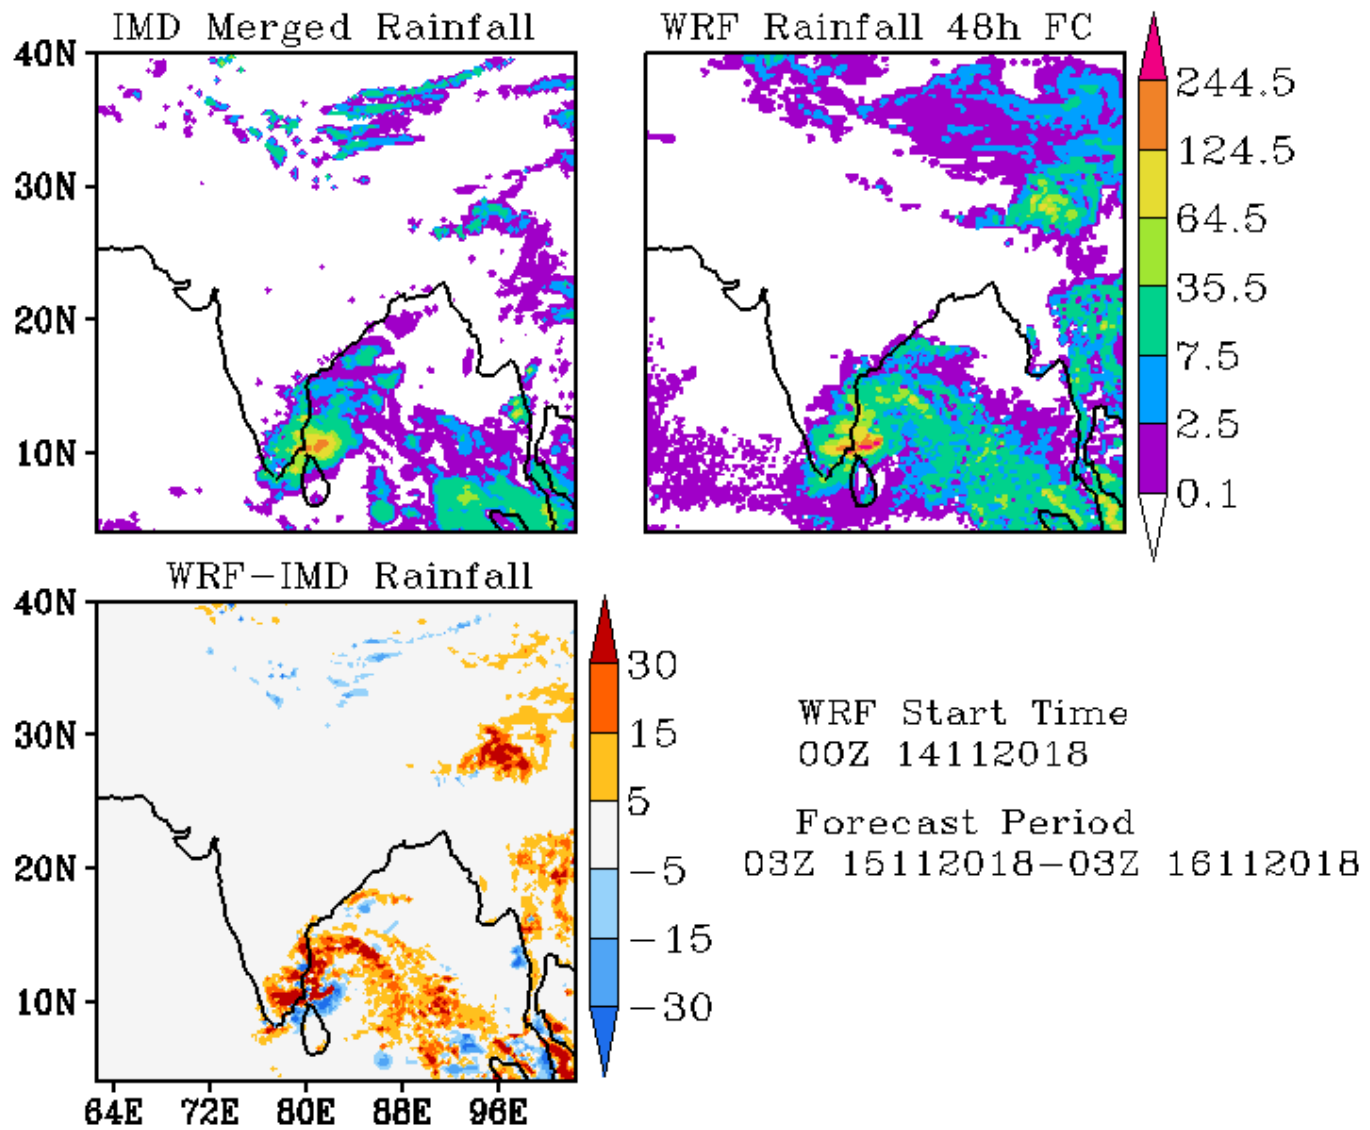 IMD Merged Rainfall
WRF Rainfall 48h FC
40N
30N
20N
10N
244.5
124.5
64.5
35.5
7.5
2.5
0.1
WRF-IMD Rainfall
40N
30N
20N
10N
64E 72E 80E 88E 96E
30
15
5
-5
-15
-30
WRF Start Time
00Z 14112018
Forecast Period
03Z 15112018-03Z 16112018